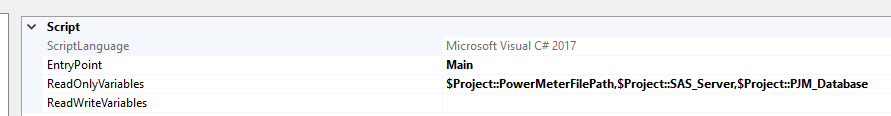 Script
ScriptLanguage Microsoft Visual C# 2017
EntryPoint Main
ReadOnlyVariables $Project::PowerMeterFilePath,$Project::SAS_Server,$Project::PJM_Database
ReadWriteVariables